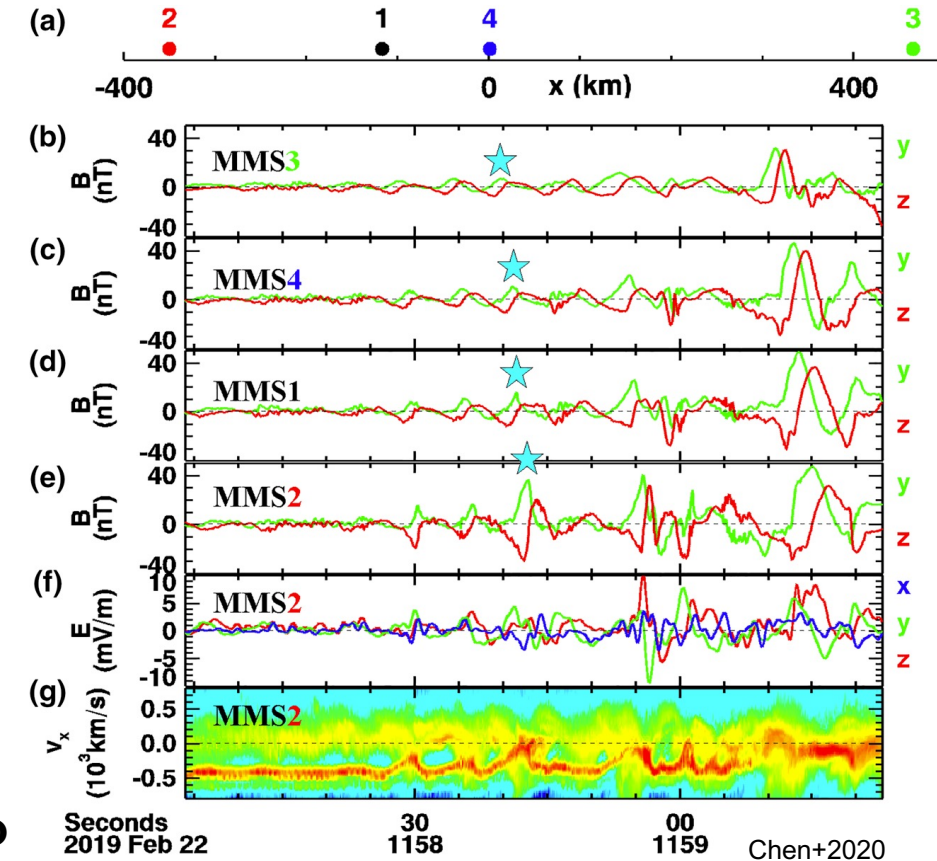 (a) 2 1 4 3
-400 0 x (km) 400
(b) 40 0 -40 B (nT) MMS3 y z
(c) 40 0 -40 B (nT) MMS4 y z
(d) 40 0 -40 B (nT) MMS1 y z
(e) 40 0 -40 B (nT) MMS2 y z
(f) 10 5 0 -5 -10 E (mV/m) MMS2 x y z
(g) 0.5 0.0 -0.5 vx (10³km/s) MMS2
Seconds 30 00
2019 Feb 22 1158 1159 Chen+2020